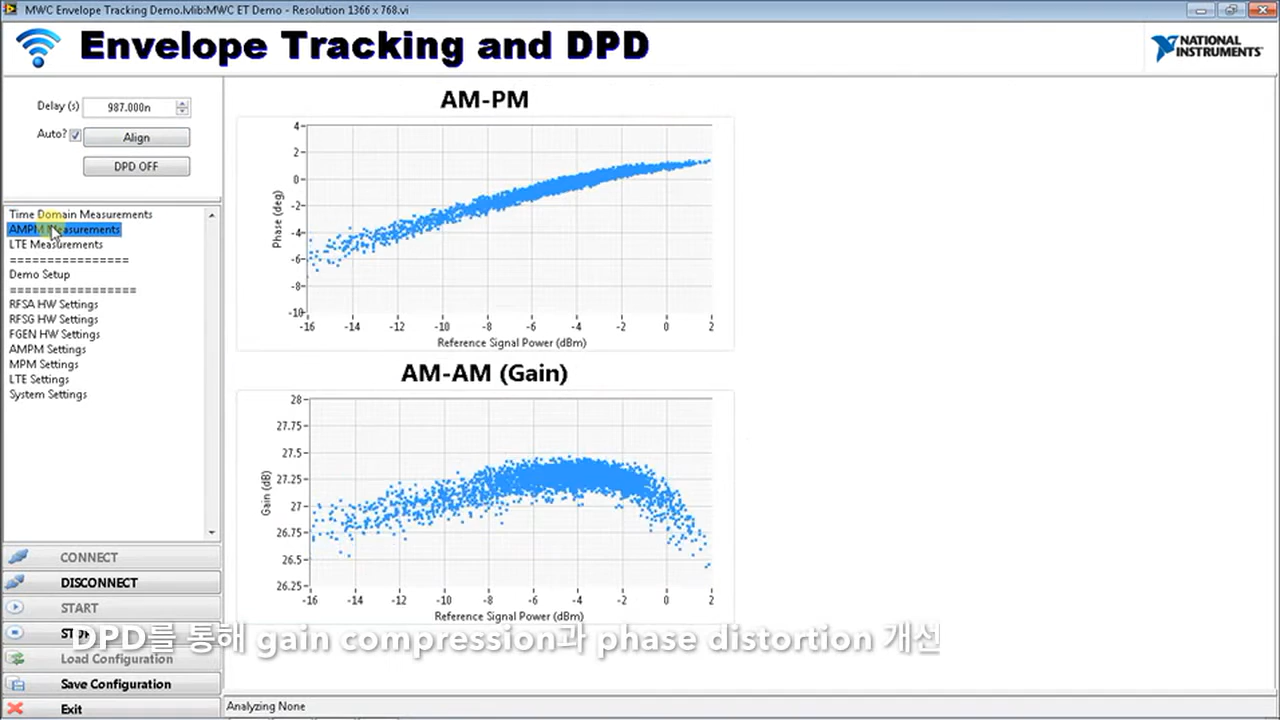 MWC Envelope Tracking Demo.lvlib:MWC ET Demo - Resolution 1366 x 768.vi
Envelope Tracking and DPD
NATIONAL
INSTRUMENTS
Delay (s)
987.000n
Auto?
Align
DPD OFF
Time Domain Measurements
AMPM Measurements
LTE Measurements
================
Demo Setup
=================
RFSA HW Settings
RFSG HW Settings
FGEN HW Settings
AMPM Settings
MPM Settings
LTE Settings
System Settings
CONNECT
DISCONNECT
START
STOP
Load Configuration
Save Configuration
Exit
AM-PM
Phase (deg)
4
2
0
-2
-4
-6
-8
-10
-16 -14 -12 -10 -8 -6 -4 -2 0 2
Reference Signal Power (dBm)
AM-AM (Gain)
Gain (dB)
28
27.75
27.5
27.25
27
26.75
26.5
26.25
-16 -14 -12 -10 -8 -6 -4 -2 0 2
Reference Signal Power (dBm)
DPD를 통해 gain compression과 phase distortion 개선
Analyzing None